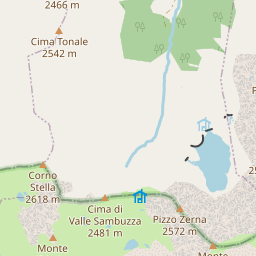 2466 m
Cima Tonale
2542 m
Corno
Stella
2618 m
Cima di
Valle Sambuzza
2481 m
Pizzo Zerna
2572 m
Monte
Monte